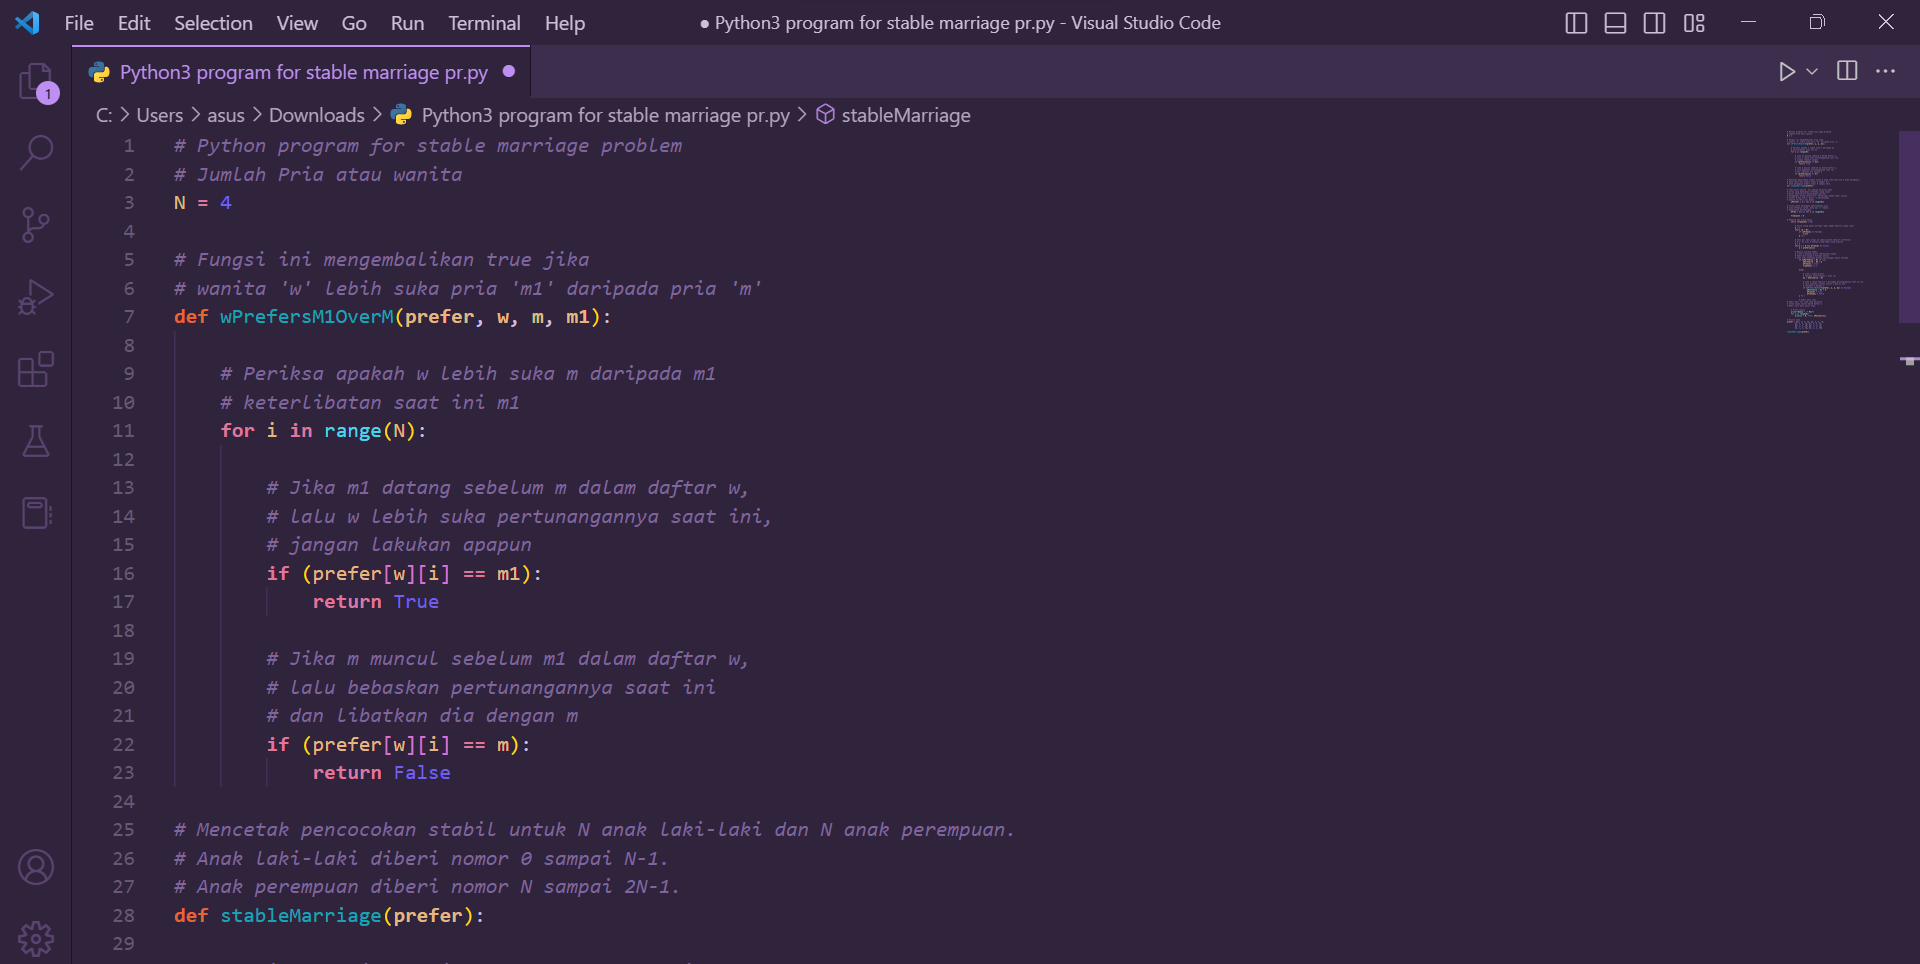 File Edit Selection View Go Run Terminal Help
● Python3 program for stable marriage pr.py - Visual Studio Code
Python3 program for stable marriage pr.py
1
C: > Users > asus > Downloads > Python3 program for stable marriage pr.py > stableMarriage
1 # Python program for stable marriage problem
2 # Jumlah Pria atau wanita
3 N = 4
4
5 # Fungsi ini mengembalikan true jika
6 # wanita 'w' lebih suka pria 'm1' daripada pria 'm'
7 def wPrefersM1OverM(prefer, w, m, m1):
8
9 # Periksa apakah w lebih suka m daripada m1
10 # keterlibatan saat ini m1
11 for i in range(N):
12
13 # Jika m1 datang sebelum m dalam daftar w,
14 # lalu w lebih suka pertunangannya saat ini,
15 # jangan lakukan apapun
16 if (prefer[w][i] == m1):
17 return True
18
19 # Jika m muncul sebelum m1 dalam daftar w,
20 # lalu bebaskan pertunangannya saat ini
21 # dan libatkan dia dengan m
22 if (prefer[w][i] == m):
23 return False
24
25 # Mencetak pencocokan stabil untuk N anak laki-laki dan N anak perempuan.
26 # Anak laki-laki diberi nomor 0 sampai N-1.
27 # Anak perempuan diberi nomor N sampai 2N-1.
28 def stableMarriage(prefer):
29